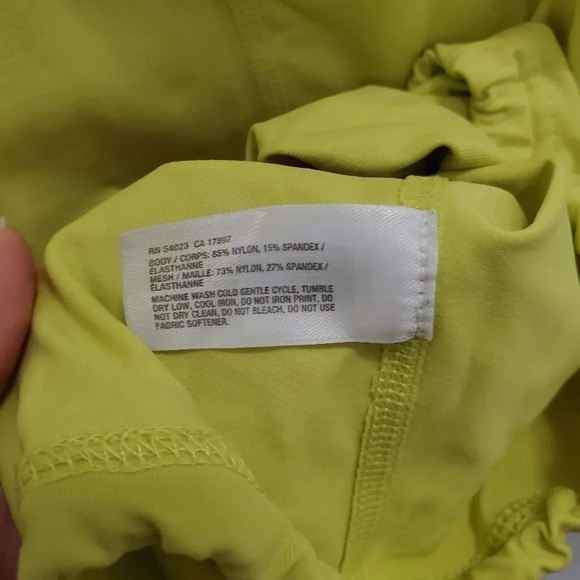 RN 54023 CA 17897
BODY / CORPS: 85% NYLON, 15% SPANDEX /
ÉLASTHANNE
MESH / MAILLE: 73% NYLON, 27% SPANDEX /
ÉLASTHANNE
MACHINE WASH COLD GENTLE CYCLE, TUMBLE
DRY LOW, COOL IRON, DO NOT IRON PRINT, DO
NOT DRY CLEAN, DO NOT BLEACH, DO NOT USE
FABRIC SOFTENER.